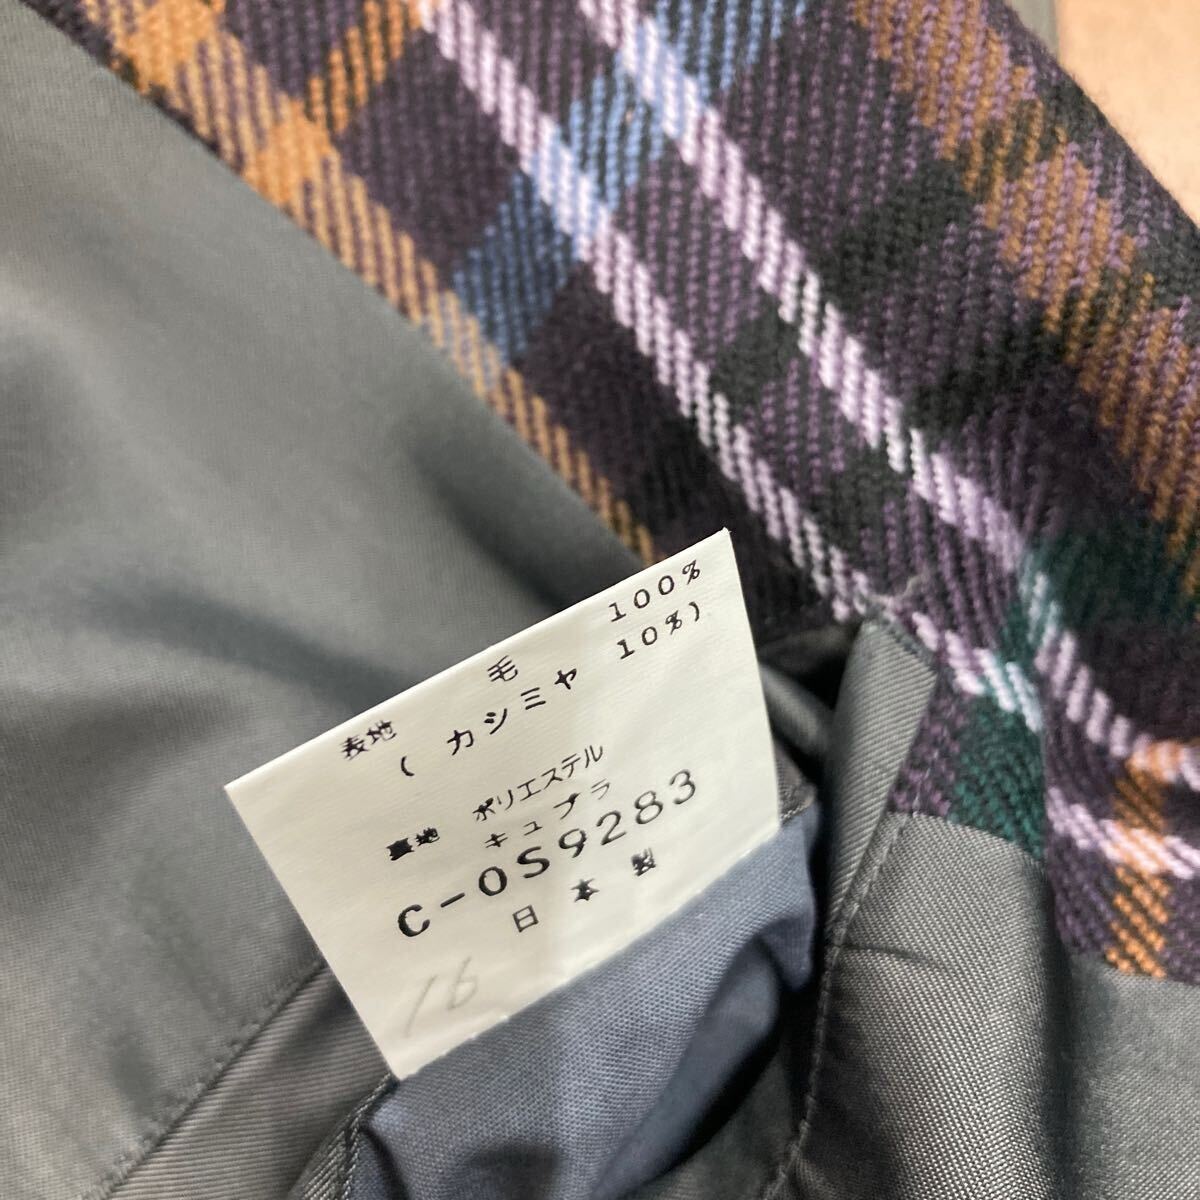 表地 毛 100%
( カシミヤ 10%)
裏地 ポリエステル
キュプラ
C-0S9283
日本製
16